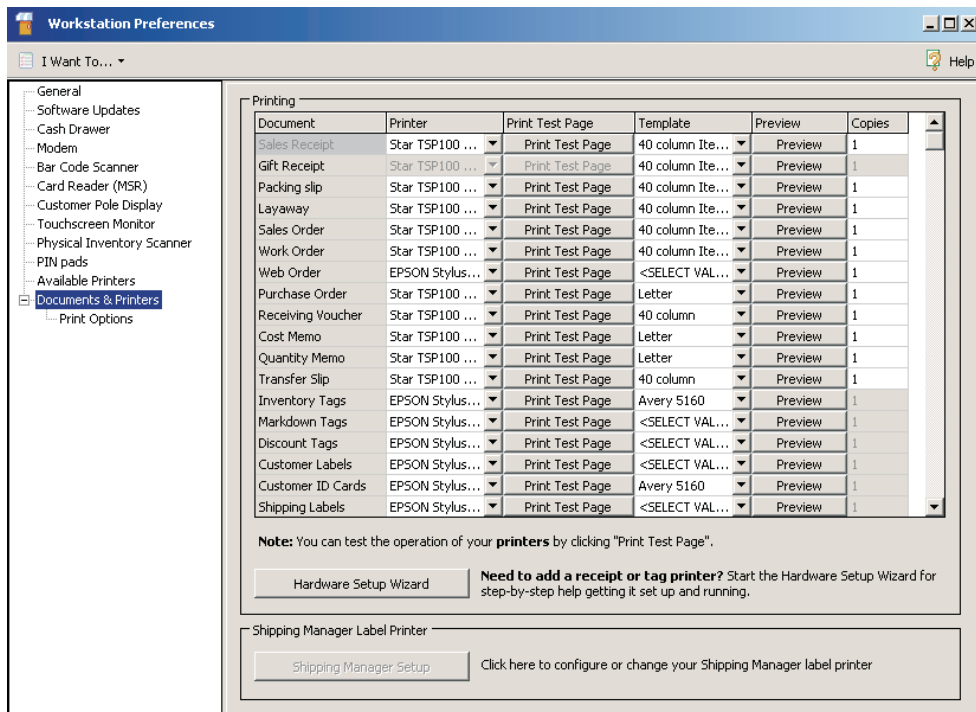 Workstation Preferences
I Want To...
Help
General
Software Updates
Cash Drawer
Modem
Bar Code Scanner
Card Reader (MSR)
Customer Pole Display
Touchscreen Monitor
Physical Inventory Scanner
PIN pads
Available Printers
Documents & Printers
Print Options
Printing
Document Printer Print Test Page Template Preview Copies
Sales Receipt Star TSP100 ... Print Test Page 40 column Ite... Preview 1
Gift Receipt Star TSP100 ... Print Test Page 40 column Ite... Preview 1
Packing slip Star TSP100 ... Print Test Page 40 column Ite... Preview 1
Layaway Star TSP100 ... Print Test Page 40 column Ite... Preview 1
Sales Order Star TSP100 ... Print Test Page 40 column Ite... Preview 1
Work Order Star TSP100 ... Print Test Page 40 column Ite... Preview 1
Web Order EPSON Stylus... Print Test Page <SELECT VAL... Preview 1
Purchase Order Star TSP100 ... Print Test Page Letter Preview 1
Receiving Voucher Star TSP100 ... Print Test Page 40 column Preview 1
Cost Memo Star TSP100 ... Print Test Page Letter Preview 1
Quantity Memo Star TSP100 ... Print Test Page Letter Preview 1
Transfer Slip Star TSP100 ... Print Test Page 40 column Preview 1
Inventory Tags EPSON Stylus... Print Test Page Avery 5160 Preview 1
Markdown Tags EPSON Stylus... Print Test Page <SELECT VAL... Preview 1
Discount Tags EPSON Stylus... Print Test Page <SELECT VAL... Preview 1
Customer Labels EPSON Stylus... Print Test Page <SELECT VAL... Preview 1
Customer ID Cards EPSON Stylus... Print Test Page Avery 5160 Preview 1
Shipping Labels EPSON Stylus... Print Test Page <SELECT VAL... Preview 1
Note: You can test the operation of your printers by clicking "Print Test Page".
Hardware Setup Wizard
Need to add a receipt or tag printer? Start the Hardware Setup Wizard for
step-by-step help getting it set up and running.
Shipping Manager Label Printer
Shipping Manager Setup
Click here to configure or change your Shipping Manager label printer